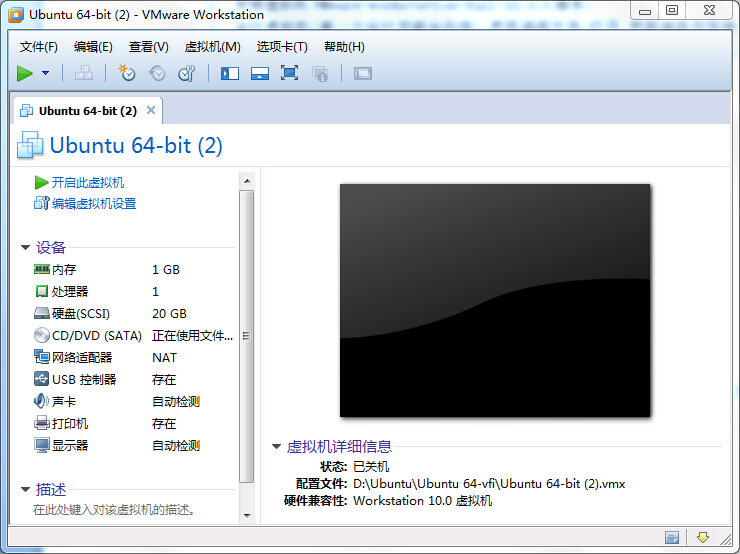 Ubuntu 64-bit (2) - VMware Workstation
文件(F) 编辑(E) 查看(V) 虚拟机(M) 选项卡(T) 帮助(H)
Ubuntu 64-bit (2)
Ubuntu 64-bit (2)
开启此虚拟机
编辑虚拟机设置
设备
内存 1 GB
处理器 1
硬盘(SCSI) 20 GB
CD/DVD (SATA) 正在使用文件...
网络适配器 NAT
USB 控制器 存在
声卡 自动检测
打印机 存在
显示器 自动检测
描述
在此处键入对该虚拟机的描述。
虚拟机详细信息
状态: 已关机
配置文件: D:\Ubuntu\Ubuntu 64-vfi\Ubuntu 64-bit (2).vmx
硬件兼容性: Workstation 10.0 虚拟机